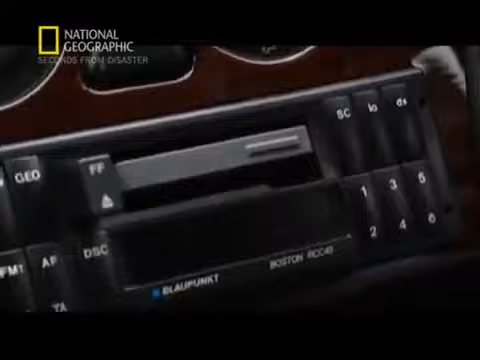 NATIONAL
GEOGRAPHIC
SECONDS FROM DISASTER
SC lo dx
GEO
FF
1 3 5
2 4 6
FMT AF
DSC
TA
BLAUPUNKT
BOSTON RCC45